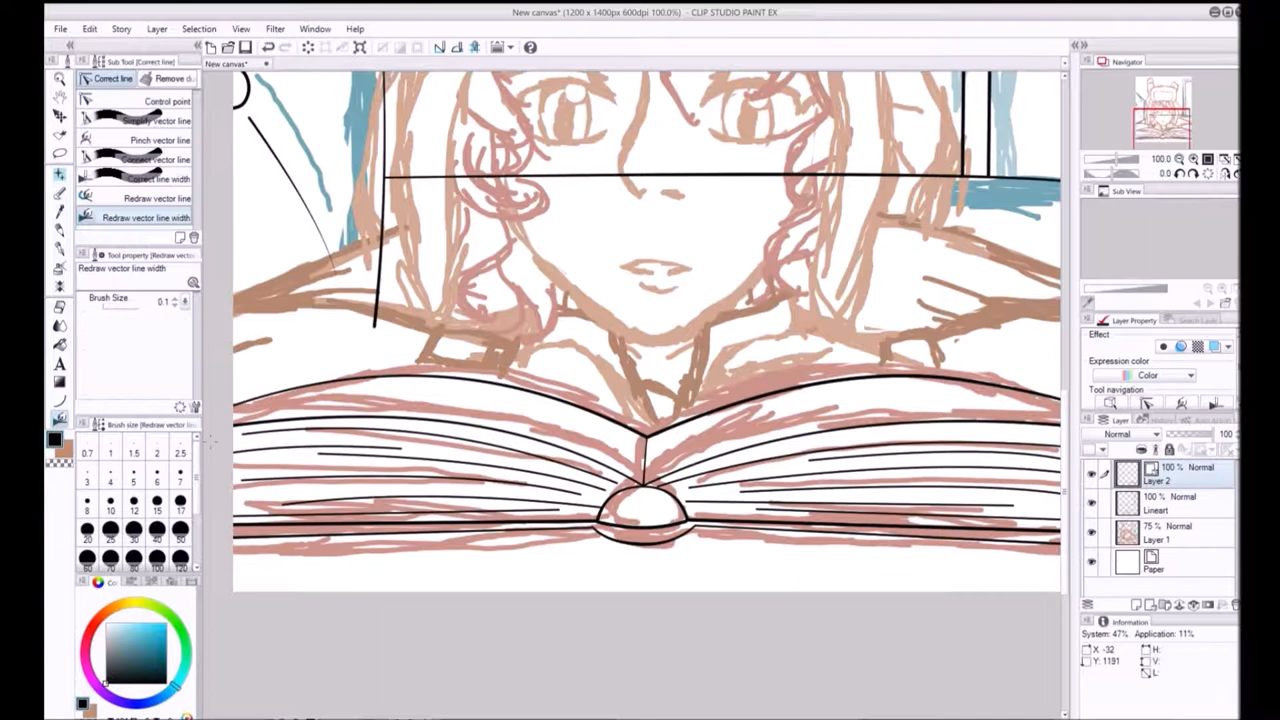 New canvas* (1200 x 1400px 600dpi 100.0%) - CLIP STUDIO PAINT EX
File Edit Story Layer Selection View Filter Window Help
Sub Tool [Correct line]
New canvas*
Navigator
Correct line Remove du
Control point
Simplify vector line
Pinch vector line
Connect vector line
Correct line width
Redraw vector line
Redraw vector line width
100.0
0.0
Sub View
Tool property [Redraw vector
Redraw vector line width
Brush Size 0.1
Layer Property Search Layer
Effect
Expression color
Color
Tool navigation
Brush size [Redraw vector line
0.7 1 1.5 2 2.5
3 4 5 6 7
8 10 12 15 17
20 25 30 40 50
60 70 80 100
Layer
Normal 100
100 % Normal
Layer 2
100 % Normal
Lineart
75 % Normal
Layer 1
Paper
Information
System: 47% Application: 11%
X -32 H:
Y: 1191 V:
L: